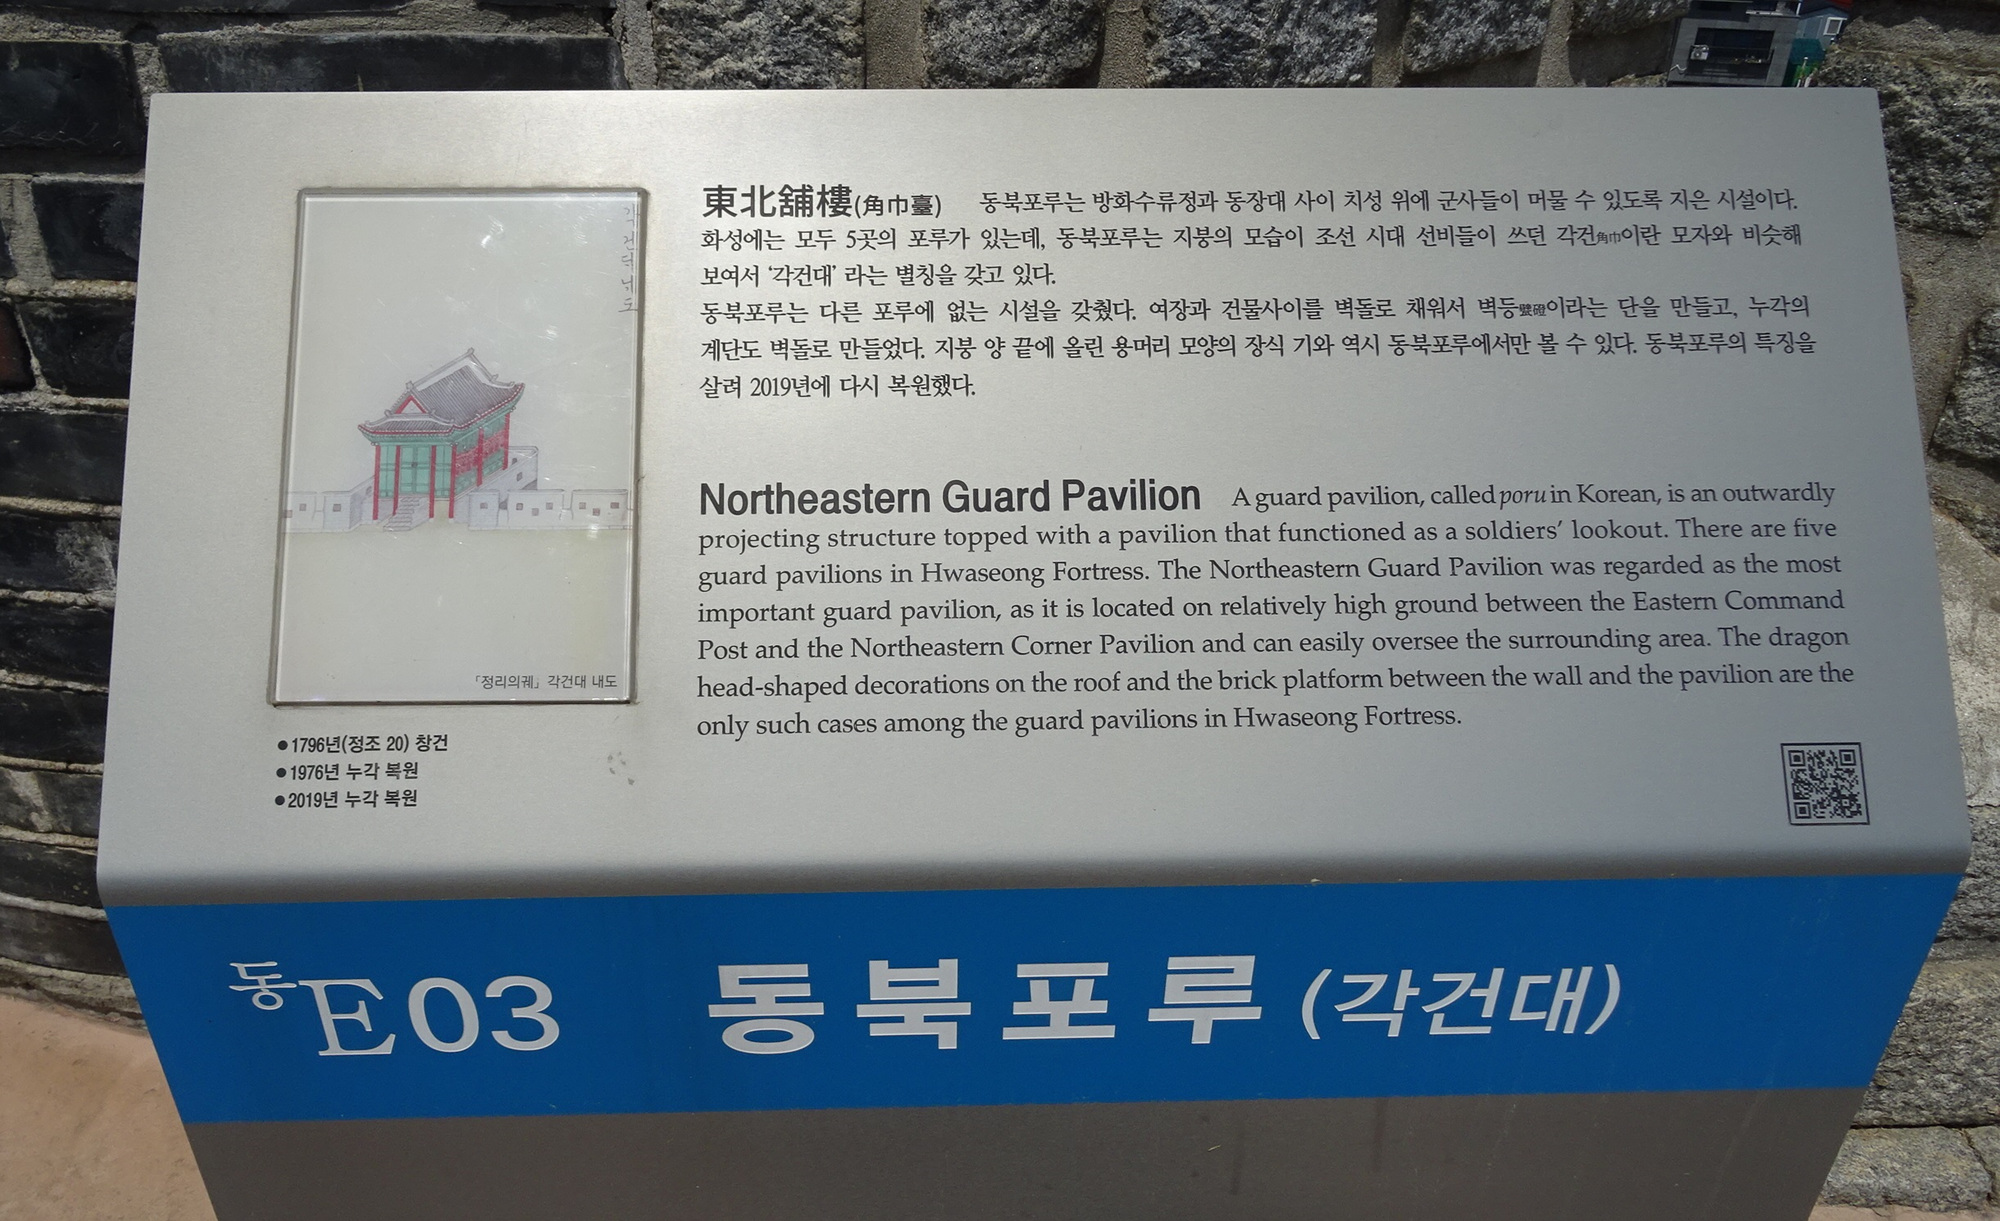 각건대내도
「정리의궤」 각건대 내도
●1796년(정조 20) 창건
●1976년 누각 복원
●2019년 누각 복원
東北舖樓(角巾臺) 동북포루는 방화수류정과 동장대 사이 치성 위에 군사들이 머물 수 있도록 지은 시설이다.
화성에는 모두 5곳의 포루가 있는데, 동북포루는 지붕의 모습이 조선 시대 선비들이 쓰던 각건角巾이란 모자와 비슷해
보여서 ‘각건대’ 라는 별칭을 갖고 있다.
동북포루는 다른 포루에 없는 시설을 갖췄다. 여장과 건물사이를 벽돌로 채워서 벽등甓磴이라는 단을 만들고, 누각의
계단도 벽돌로 만들었다. 지붕 양 끝에 올린 용머리 모양의 장식 기와 역시 동북포루에서만 볼 수 있다. 동북포루의 특징을
살려 2019년에 다시 복원했다.
Northeastern Guard Pavilion A guard pavilion, called poru in Korean, is an outwardly
projecting structure topped with a pavilion that functioned as a soldiers’ lookout. There are five
guard pavilions in Hwaseong Fortress. The Northeastern Guard Pavilion was regarded as the most
important guard pavilion, as it is located on relatively high ground between the Eastern Command
Post and the Northeastern Corner Pavilion and can easily oversee the surrounding area. The dragon
head-shaped decorations on the roof and the brick platform between the wall and the pavilion are the
only such cases among the guard pavilions in Hwaseong Fortress.
동E03 동북포루 (각건대)